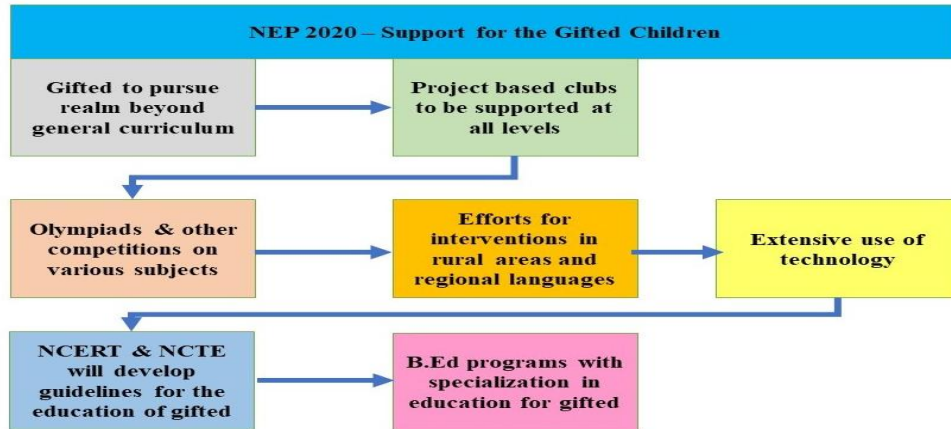 NEP 2020 – Support for the Gifted Children
Gifted to pursue
realm beyond
general curriculum
Project based clubs
to be supported at
all levels
Olympiads & other
competitions on
various subjects
Efforts for
interventions in
rural areas and
regional languages
Extensive use of
technology
NCERT & NCTE
will develop
guidelines for the
education of gifted
B.Ed programs with
specialization in
education for gifted